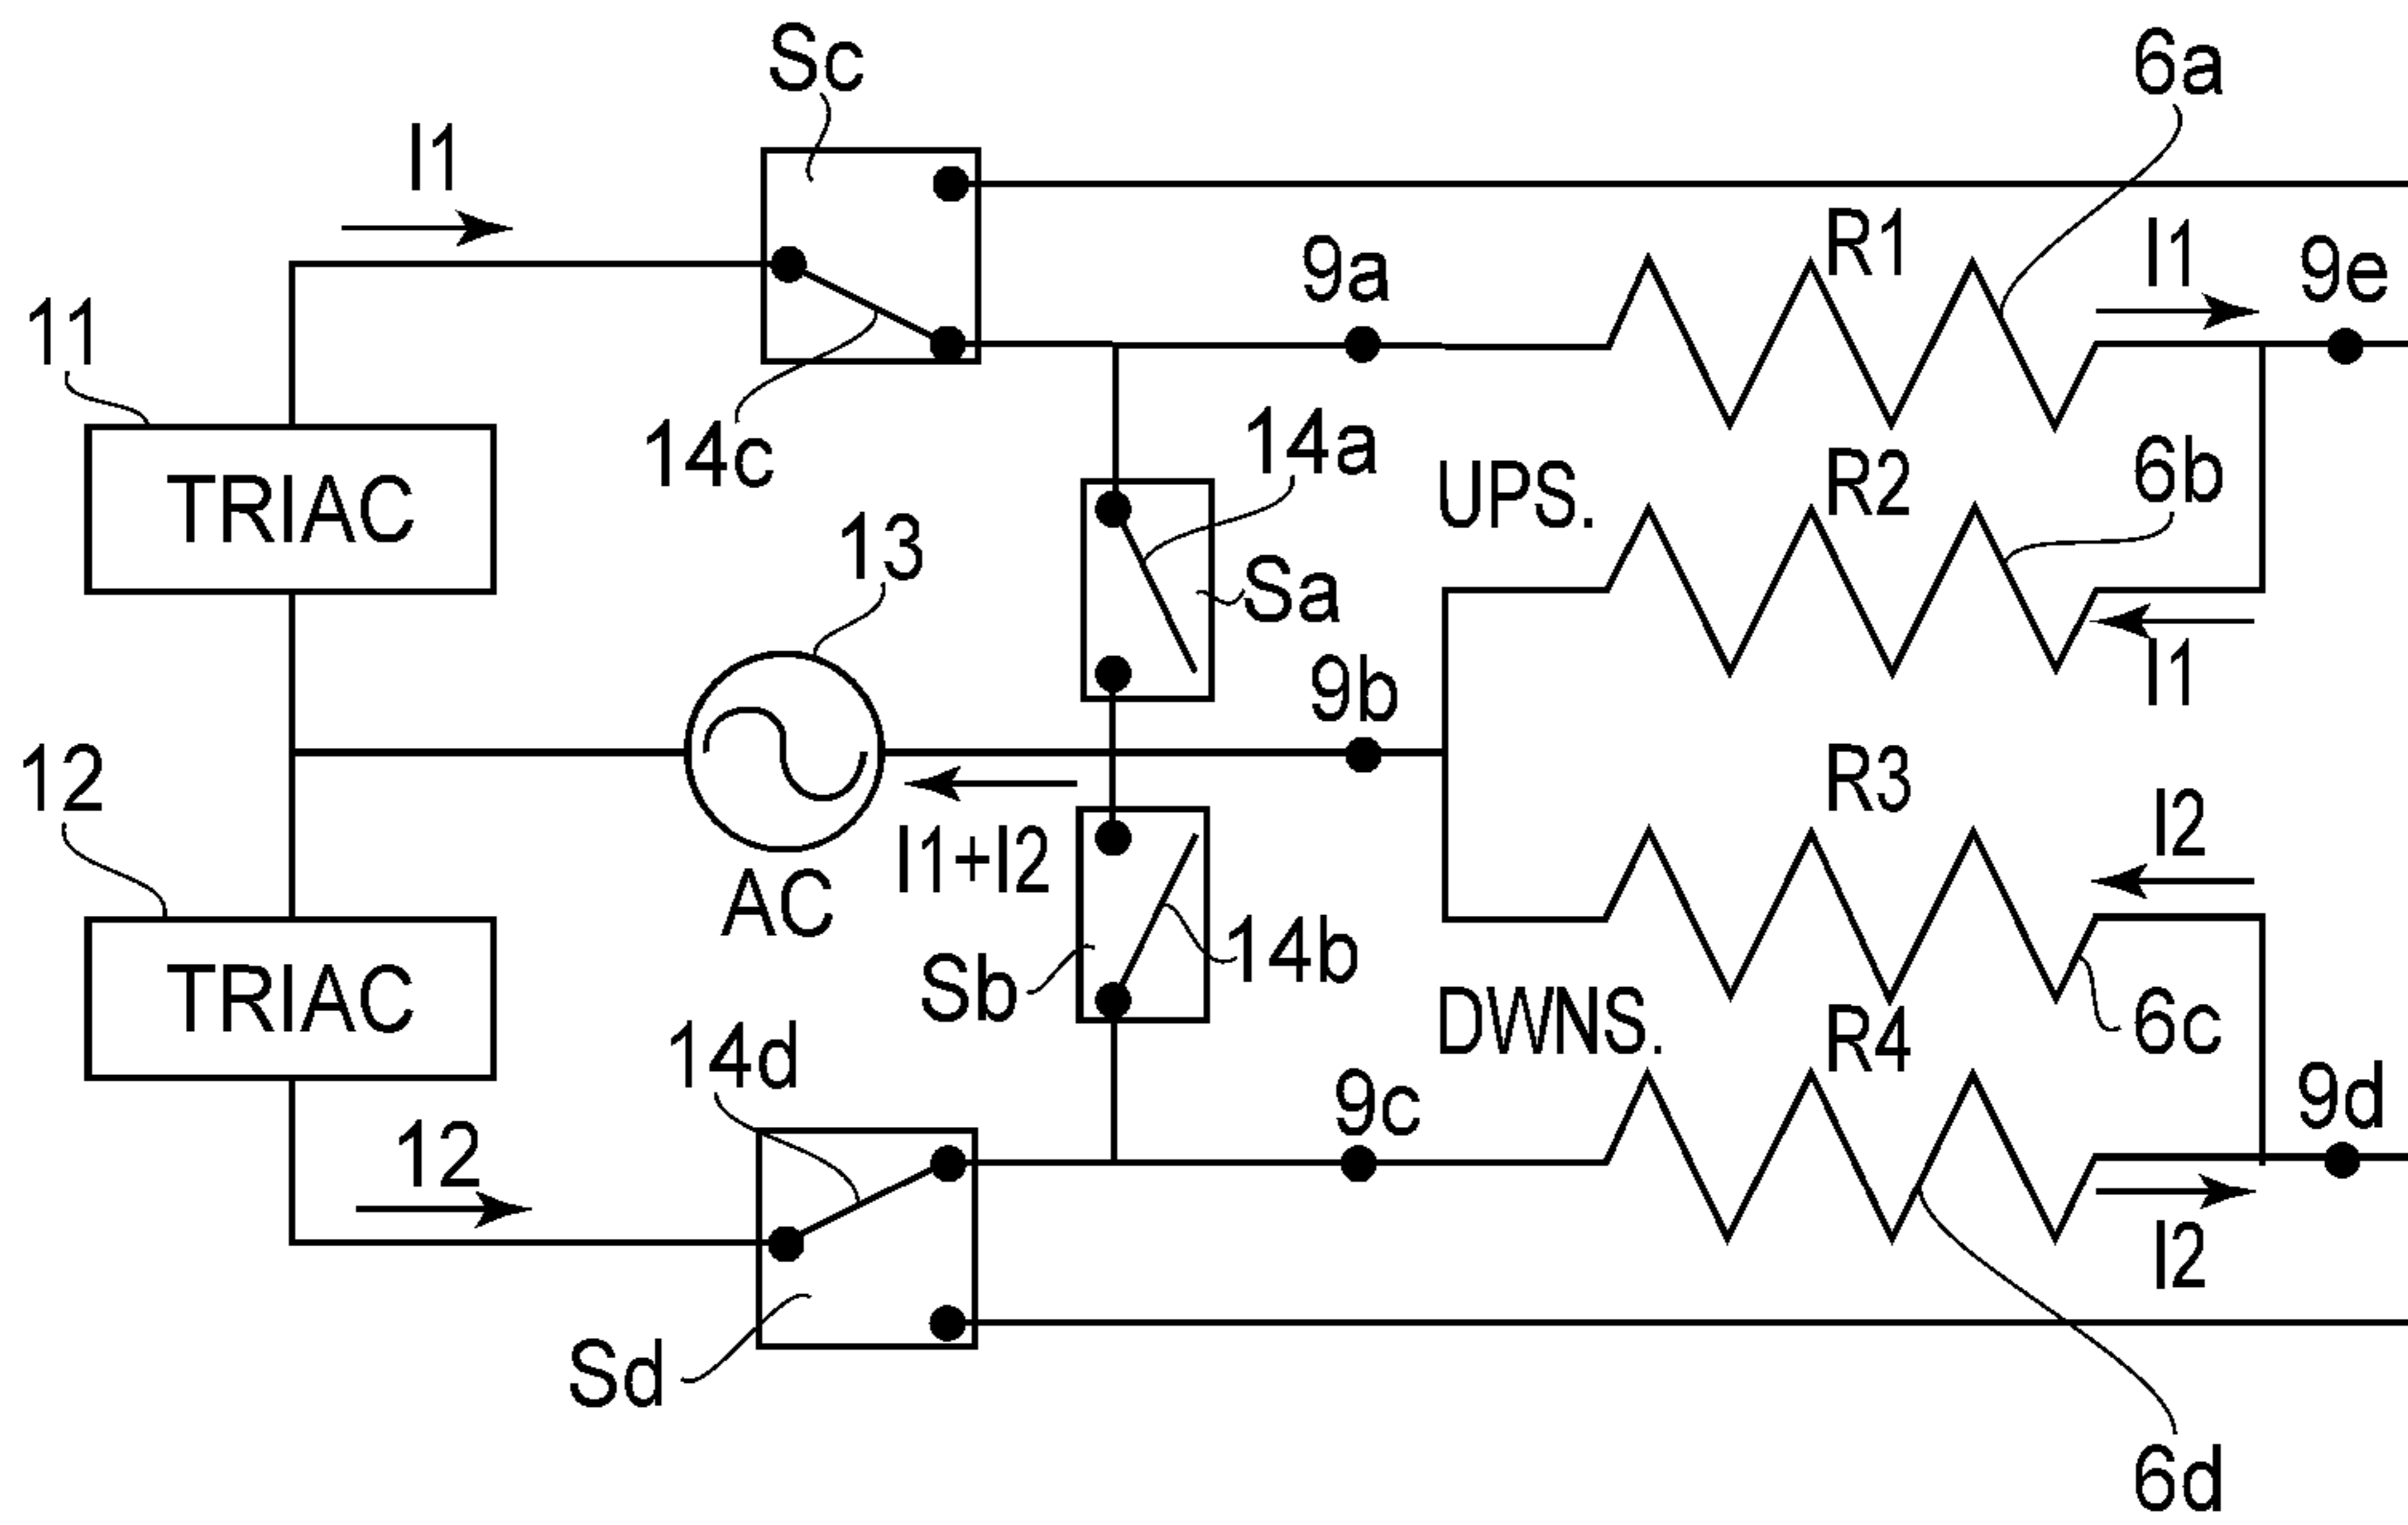 Sc
6a
I1
R1
I1
9a
9e
11
14c
14a
R2
6b
TRIAC
UPS.
13
Sa
I1
9b
12
R3
I2
I1+I2
AC
14b
Sb
TRIAC
DWNS.
R4
6c
14d
9c
9d
12
I2
Sd
6d